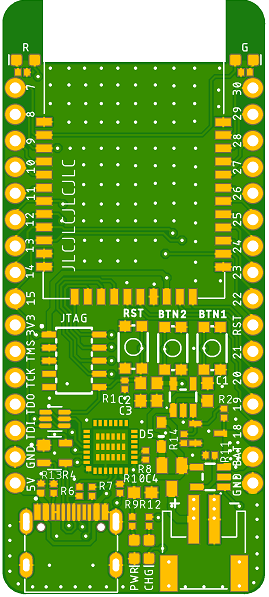 R
G
7
30
8
29
9
28
10
27
11
26
12
25
13
24
14
23
15
22
JLCJLCJLCJLC
3V3
RST
TMS
21
TCK
20
TDO
19
TDI
18
GND
BAT
5V
GND
JTAG
RST
BTN2
BTN1
C1
R1
C2
C3
R2
D5
R14
R11
R8
R13
R4
R10
C4
R6
R7
R9
R12
PWR
CHG
+
-